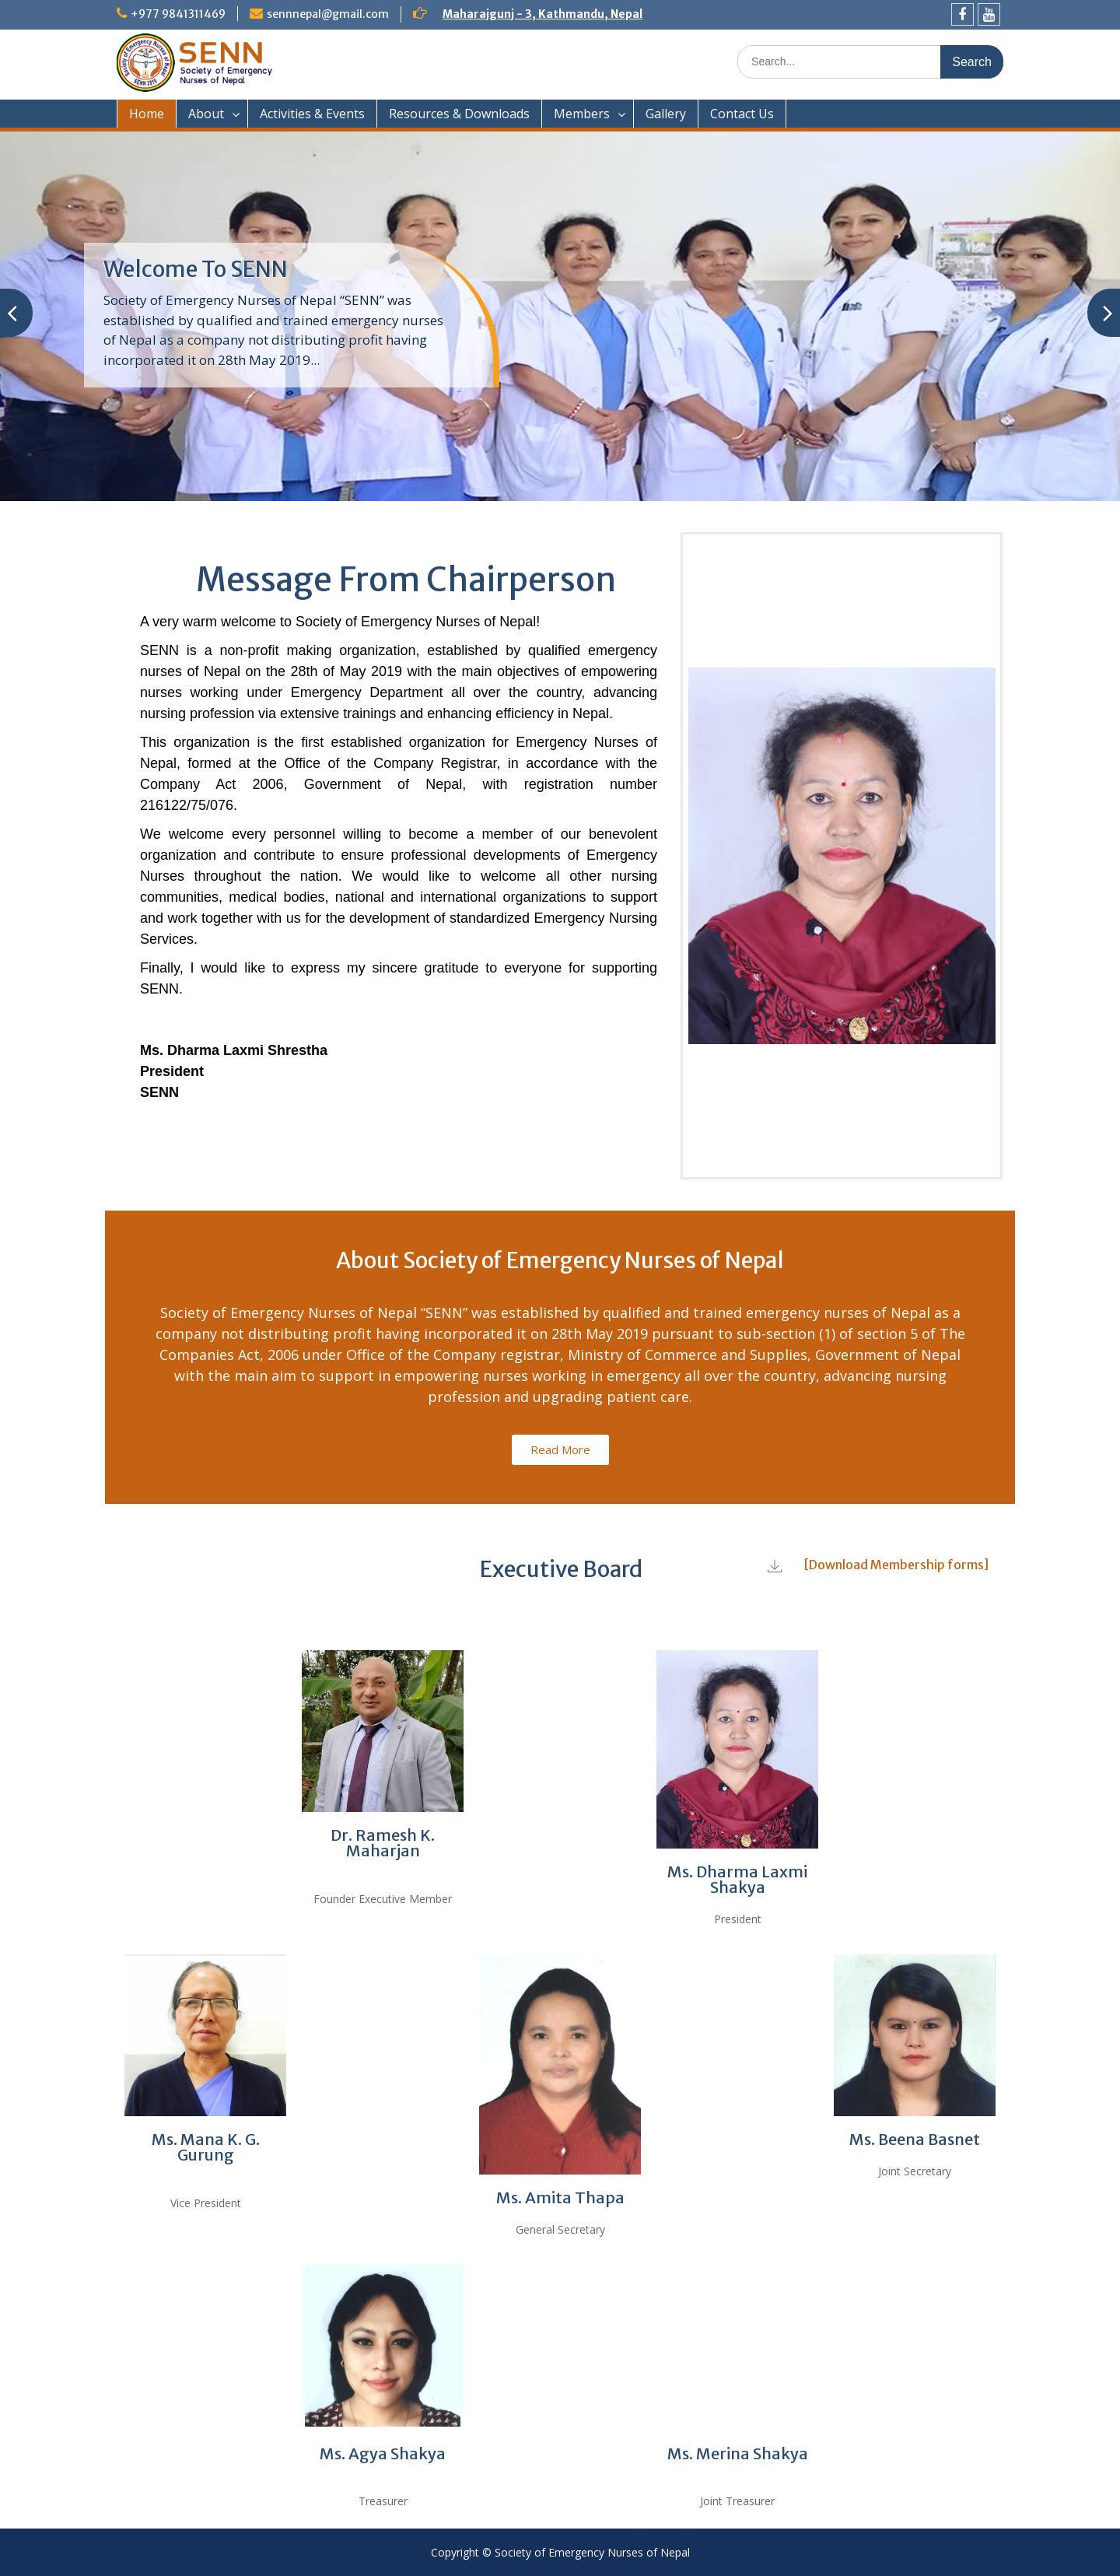 +977 9841311469
sennnepal@gmail.com
Maharajgunj - 3, Kathmandu, Nepal
Society of Emergency Nurses of Nepal
SENN 2019
SENN
Society of Emergency
Nurses of Nepal
Search...
Search
Home
About
Activities & Events
Resources & Downloads
Members
Gallery
Contact Us
Welcome To SENN
Society of Emergency Nurses of Nepal “SENN” was
established by qualified and trained emergency nurses
of Nepal as a company not distributing profit having
incorporated it on 28th May 2019...
Message From Chairperson
A very warm welcome to Society of Emergency Nurses of Nepal!
SENN is a non-profit making organization, established by qualified emergency
nurses of Nepal on the 28th of May 2019 with the main objectives of empowering
nurses working under Emergency Department all over the country, advancing
nursing profession via extensive trainings and enhancing efficiency in Nepal.
This organization is the first established organization for Emergency Nurses of
Nepal, formed at the Office of the Company Registrar, in accordance with the
Company Act 2006, Government of Nepal, with registration number
216122/75/076.
We welcome every personnel willing to become a member of our benevolent
organization and contribute to ensure professional developments of Emergency
Nurses throughout the nation. We would like to welcome all other nursing
communities, medical bodies, national and international organizations to support
and work together with us for the development of standardized Emergency Nursing
Services.
Finally, I would like to express my sincere gratitude to everyone for supporting
SENN.
Ms. Dharma Laxmi Shrestha
President
SENN
About Society of Emergency Nurses of Nepal
Society of Emergency Nurses of Nepal “SENN” was established by qualified and trained emergency nurses of Nepal as a
company not distributing profit having incorporated it on 28th May 2019 pursuant to sub-section (1) of section 5 of The
Companies Act, 2006 under Office of the Company registrar, Ministry of Commerce and Supplies, Government of Nepal
with the main aim to support in empowering nurses working in emergency all over the country, advancing nursing
profession and upgrading patient care.
Read More
Executive Board
[Download Membership forms]
Dr. Ramesh K.
Maharjan
Founder Executive Member
Ms. Dharma Laxmi
Shakya
President
Ms. Mana K. G.
Gurung
Vice President
Ms. Amita Thapa
General Secretary
Ms. Beena Basnet
Joint Secretary
Ms. Agya Shakya
Treasurer
Ms. Merina Shakya
Joint Treasurer
Copyright © Society of Emergency Nurses of Nepal